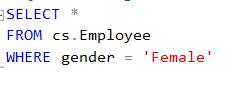 SELECT *
FROM cs.Employee
WHERE gender = 'Female'